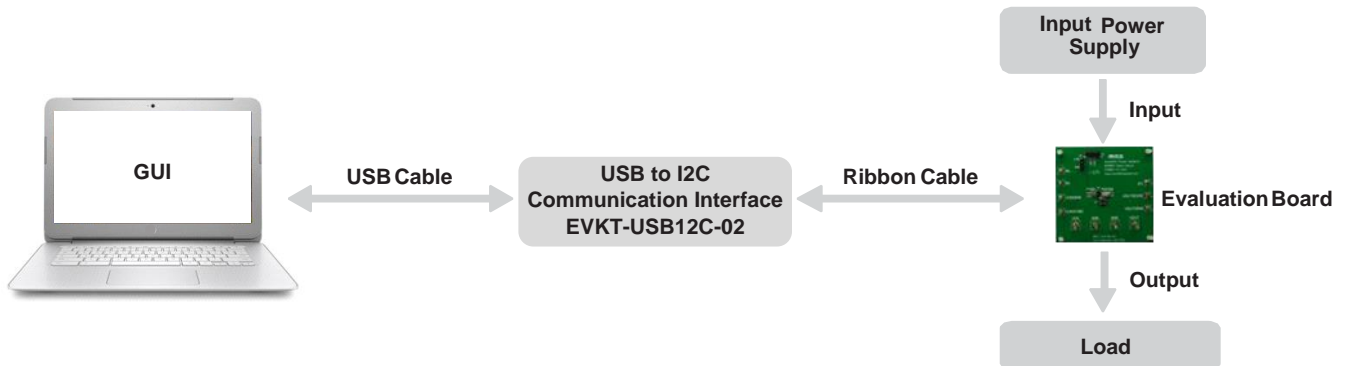 Input Power
Supply
Input
GUI
USB Cable
USB to I2C
Communication Interface
EVKT-USB12C-02
Ribbon Cable
Evaluation Board
Output
Load